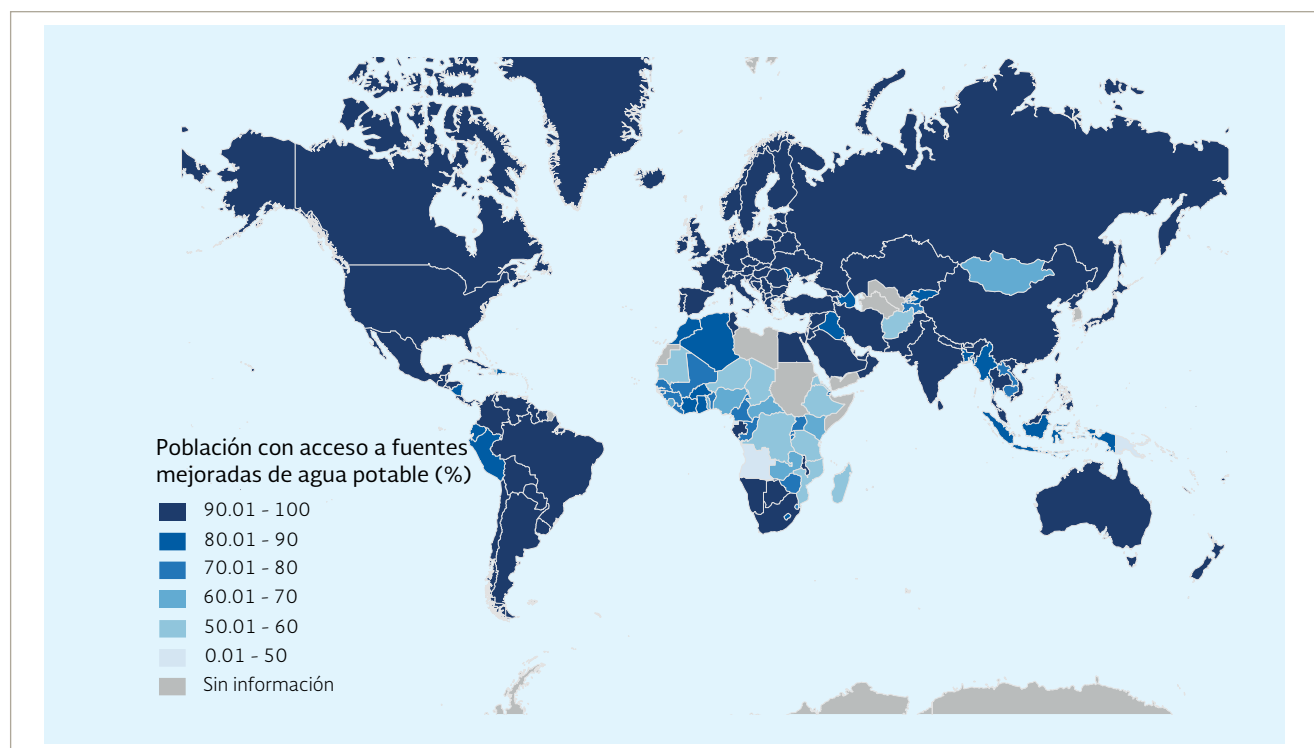 Población con acceso a fuentes
mejoradas de agua potable (%)
90.01 - 100
80.01 - 90
70.01 - 80
60.01 - 70
50.01 - 60
0.01 - 50
Sin información